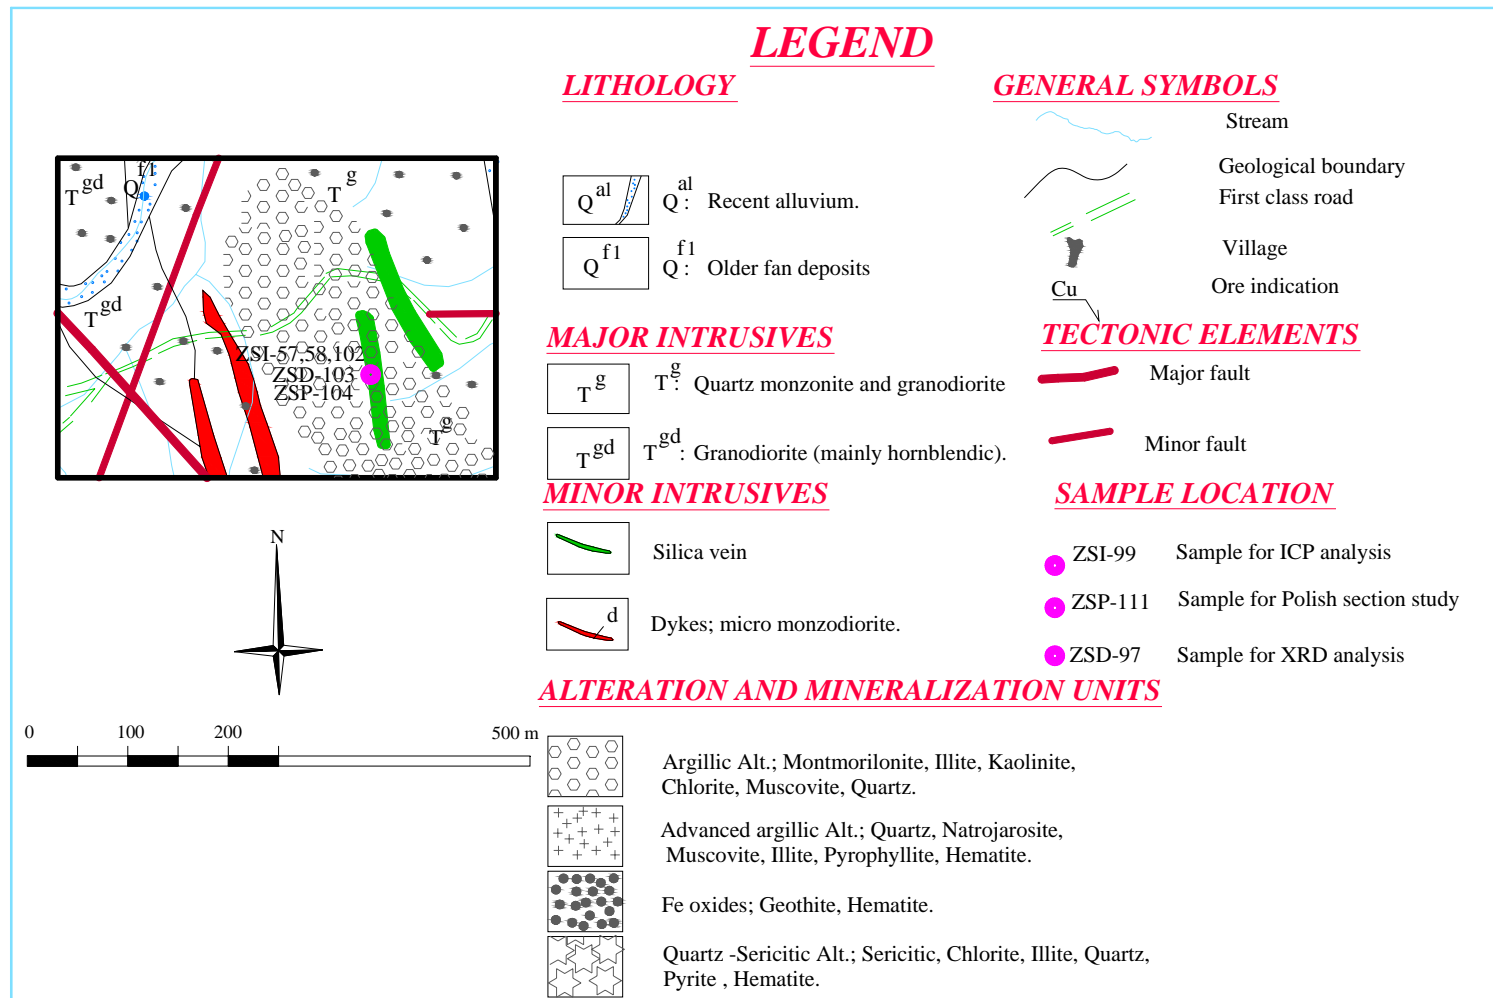 LEGEND
LITHOLOGY
GENERAL SYMBOLS
Stream
Geological boundary
First class road
Village
Cu
Ore indication
Q al
Q al : Recent alluvium.
Q f1
Q f1 : Older fan deposits
MAJOR INTRUSIVES
T g
T g : Quartz monzonite and granodiorite
T gd
T gd : Granodiorite (mainly hornblendic).
TECTONIC ELEMENTS
Major fault
Minor fault
MINOR INTRUSIVES
Silica vein
d
Dykes; micro monzodiorite.
SAMPLE LOCATION
ZSI-99 Sample for ICP analysis
ZSP-111 Sample for Polish section study
ZSD-97 Sample for XRD analysis
ALTERATION AND MINERALIZATION UNITS
Argillic Alt.; Montmorilonite, Illite, Kaolinite,
Chlorite, Muscovite, Quartz.
Advanced argillic Alt.; Quartz, Natrojarosite,
Muscovite, Illite, Pyrophyllite, Hematite.
Fe oxides; Geothite, Hematite.
Quartz -Sericitic Alt.; Sericitic, Chlorite, Illite, Quartz,
Pyrite , Hematite.
T gd
Q f1
T g
T gd
ZSI-57,58,102
ZSD-103
ZSP-104
T g
N
0 100 200 500 m